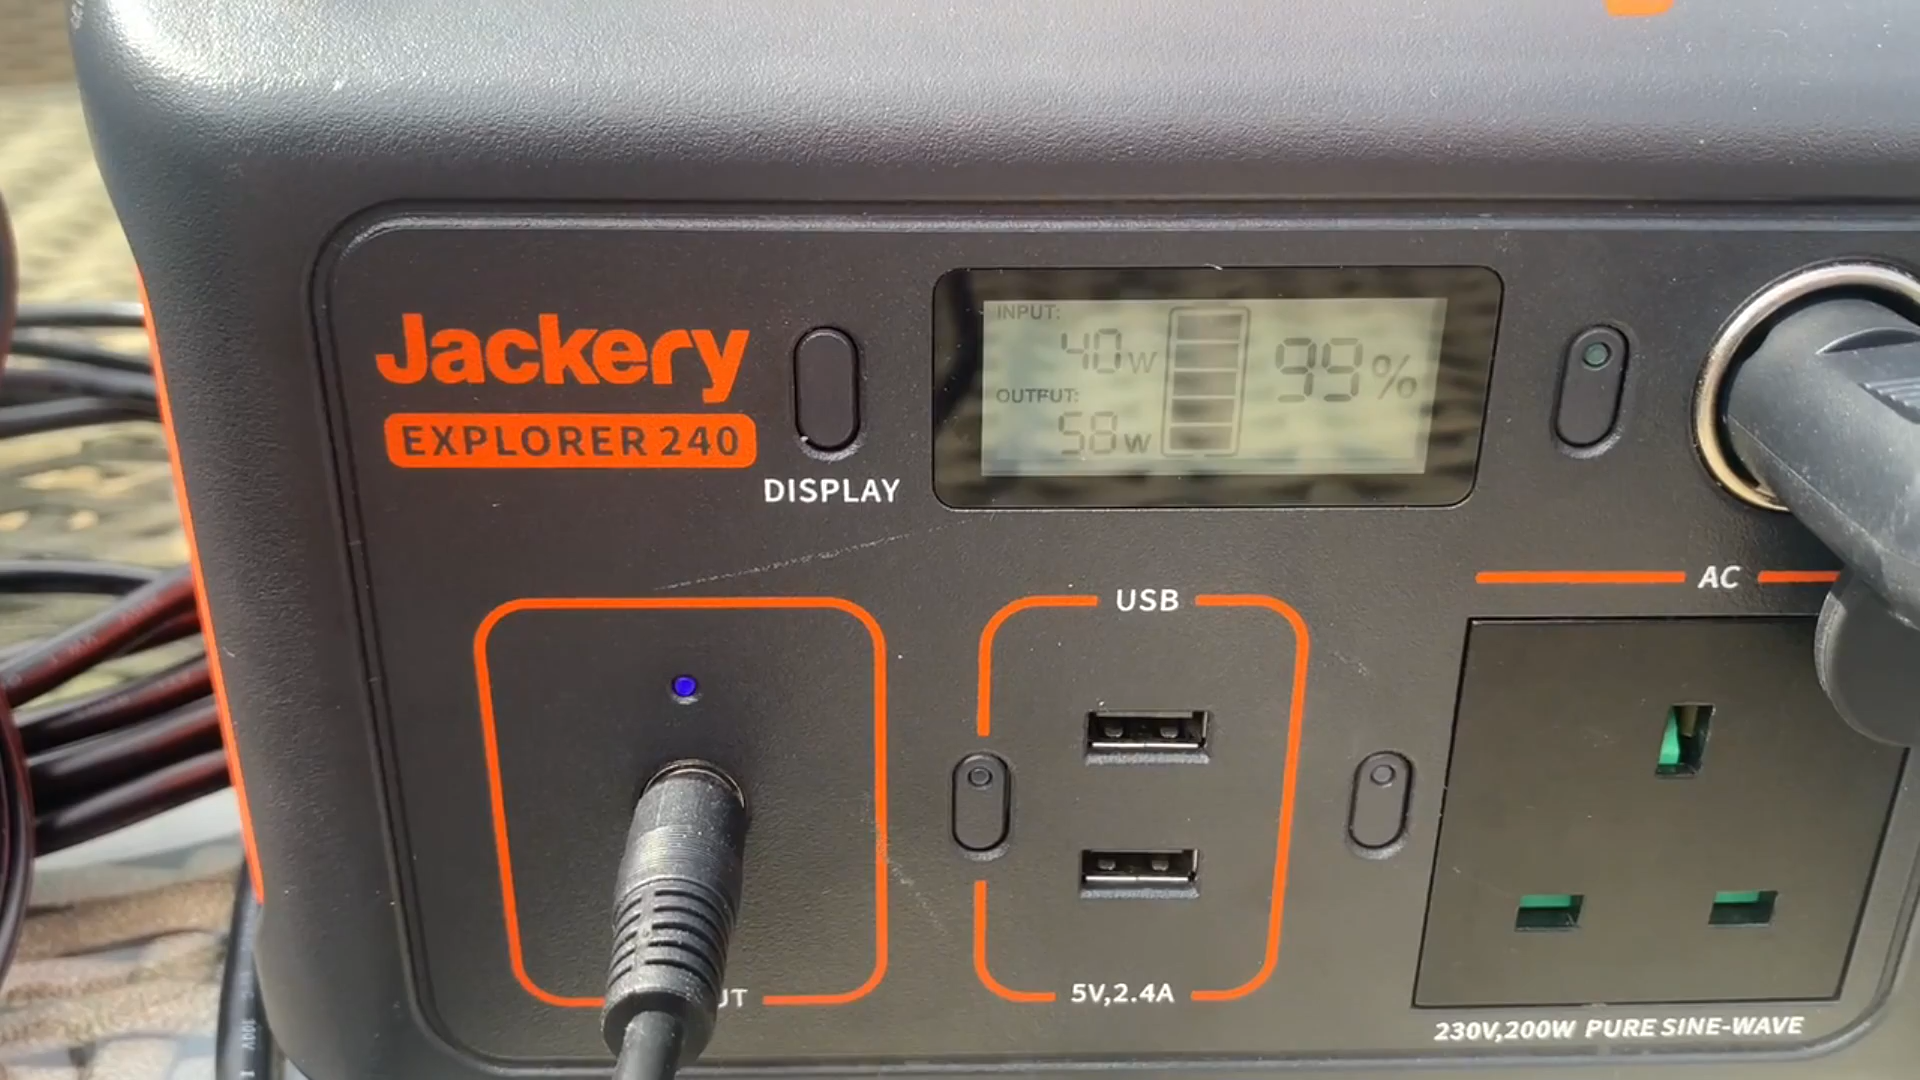 Jackery
EXPLORER 240
DISPLAY
INPUT:
40W
OUTPUT:
58W
99%
AC
USB
5V,2.4A
UT
230V,200W PURE SINE-WAVE